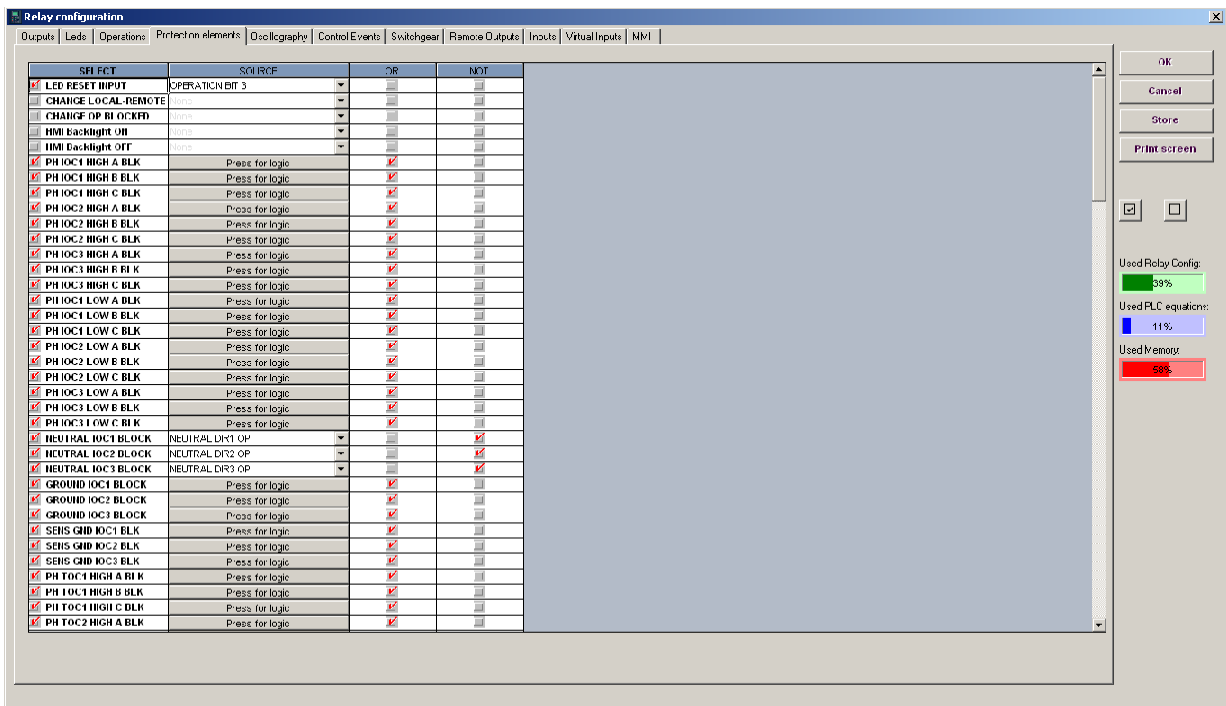 Relay configuration
Outputs Leds Operations Protection elements Oscillography Control Events Switchgear Remote Outputs Inputs Virtual Inputs MMI
SELECT SOURCE OR NOT
LED RESET INPUT OPERATION BIT 3
CHANGE LOCAL-REMOTE None
CHANGE OP BLOCKED None
HMI Backlight ON None
HMI Backlight OFF None
PH IOC1 HIGH A BLK Press for logic
PH IOC1 HIGH B BLK Press for logic
PH IOC1 HIGH C BLK Press for logic
PH IOC2 HIGH A BLK Press for logic
PH IOC2 HIGH B BLK Press for logic
PH IOC2 HIGH C BLK Press for logic
PH IOC3 HIGH A BLK Press for logic
PH IOC3 HIGH B BLK Press for logic
PH IOC3 HIGH C BLK Press for logic
PH IOC1 LOW A BLK Press for logic
PH IOC1 LOW B BLK Press for logic
PH IOC1 LOW C BLK Press for logic
PH IOC2 LOW A BLK Press for logic
PH IOC2 LOW B BLK Press for logic
PH IOC2 LOW C BLK Press for logic
PH IOC3 LOW A BLK Press for logic
PH IOC3 LOW B BLK Press for logic
PH IOC3 LOW C BLK Press for logic
NEUTRAL IOC1 BLOCK NEUTRAL DIR1 OP
NEUTRAL IOC2 BLOCK NEUTRAL DIR2 OP
NEUTRAL IOC3 BLOCK NEUTRAL DIR3 OP
GROUND IOC1 BLOCK Press for logic
GROUND IOC2 BLOCK Press for logic
GROUND IOC3 BLOCK Press for logic
SENS GND IOC1 BLK Press for logic
SENS GND IOC2 BLK Press for logic
SENS GND IOC3 BLK Press for logic
PH TOC1 HIGH A BLK Press for logic
PH TOC1 HIGH B BLK Press for logic
PH TOC1 HIGH C BLK Press for logic
PH TOC2 HIGH A BLK Press for logic
OK
Cancel
Store
Print screen
Used Relay Config:
39%
Used PLC equations:
11%
Used Memory:
58%